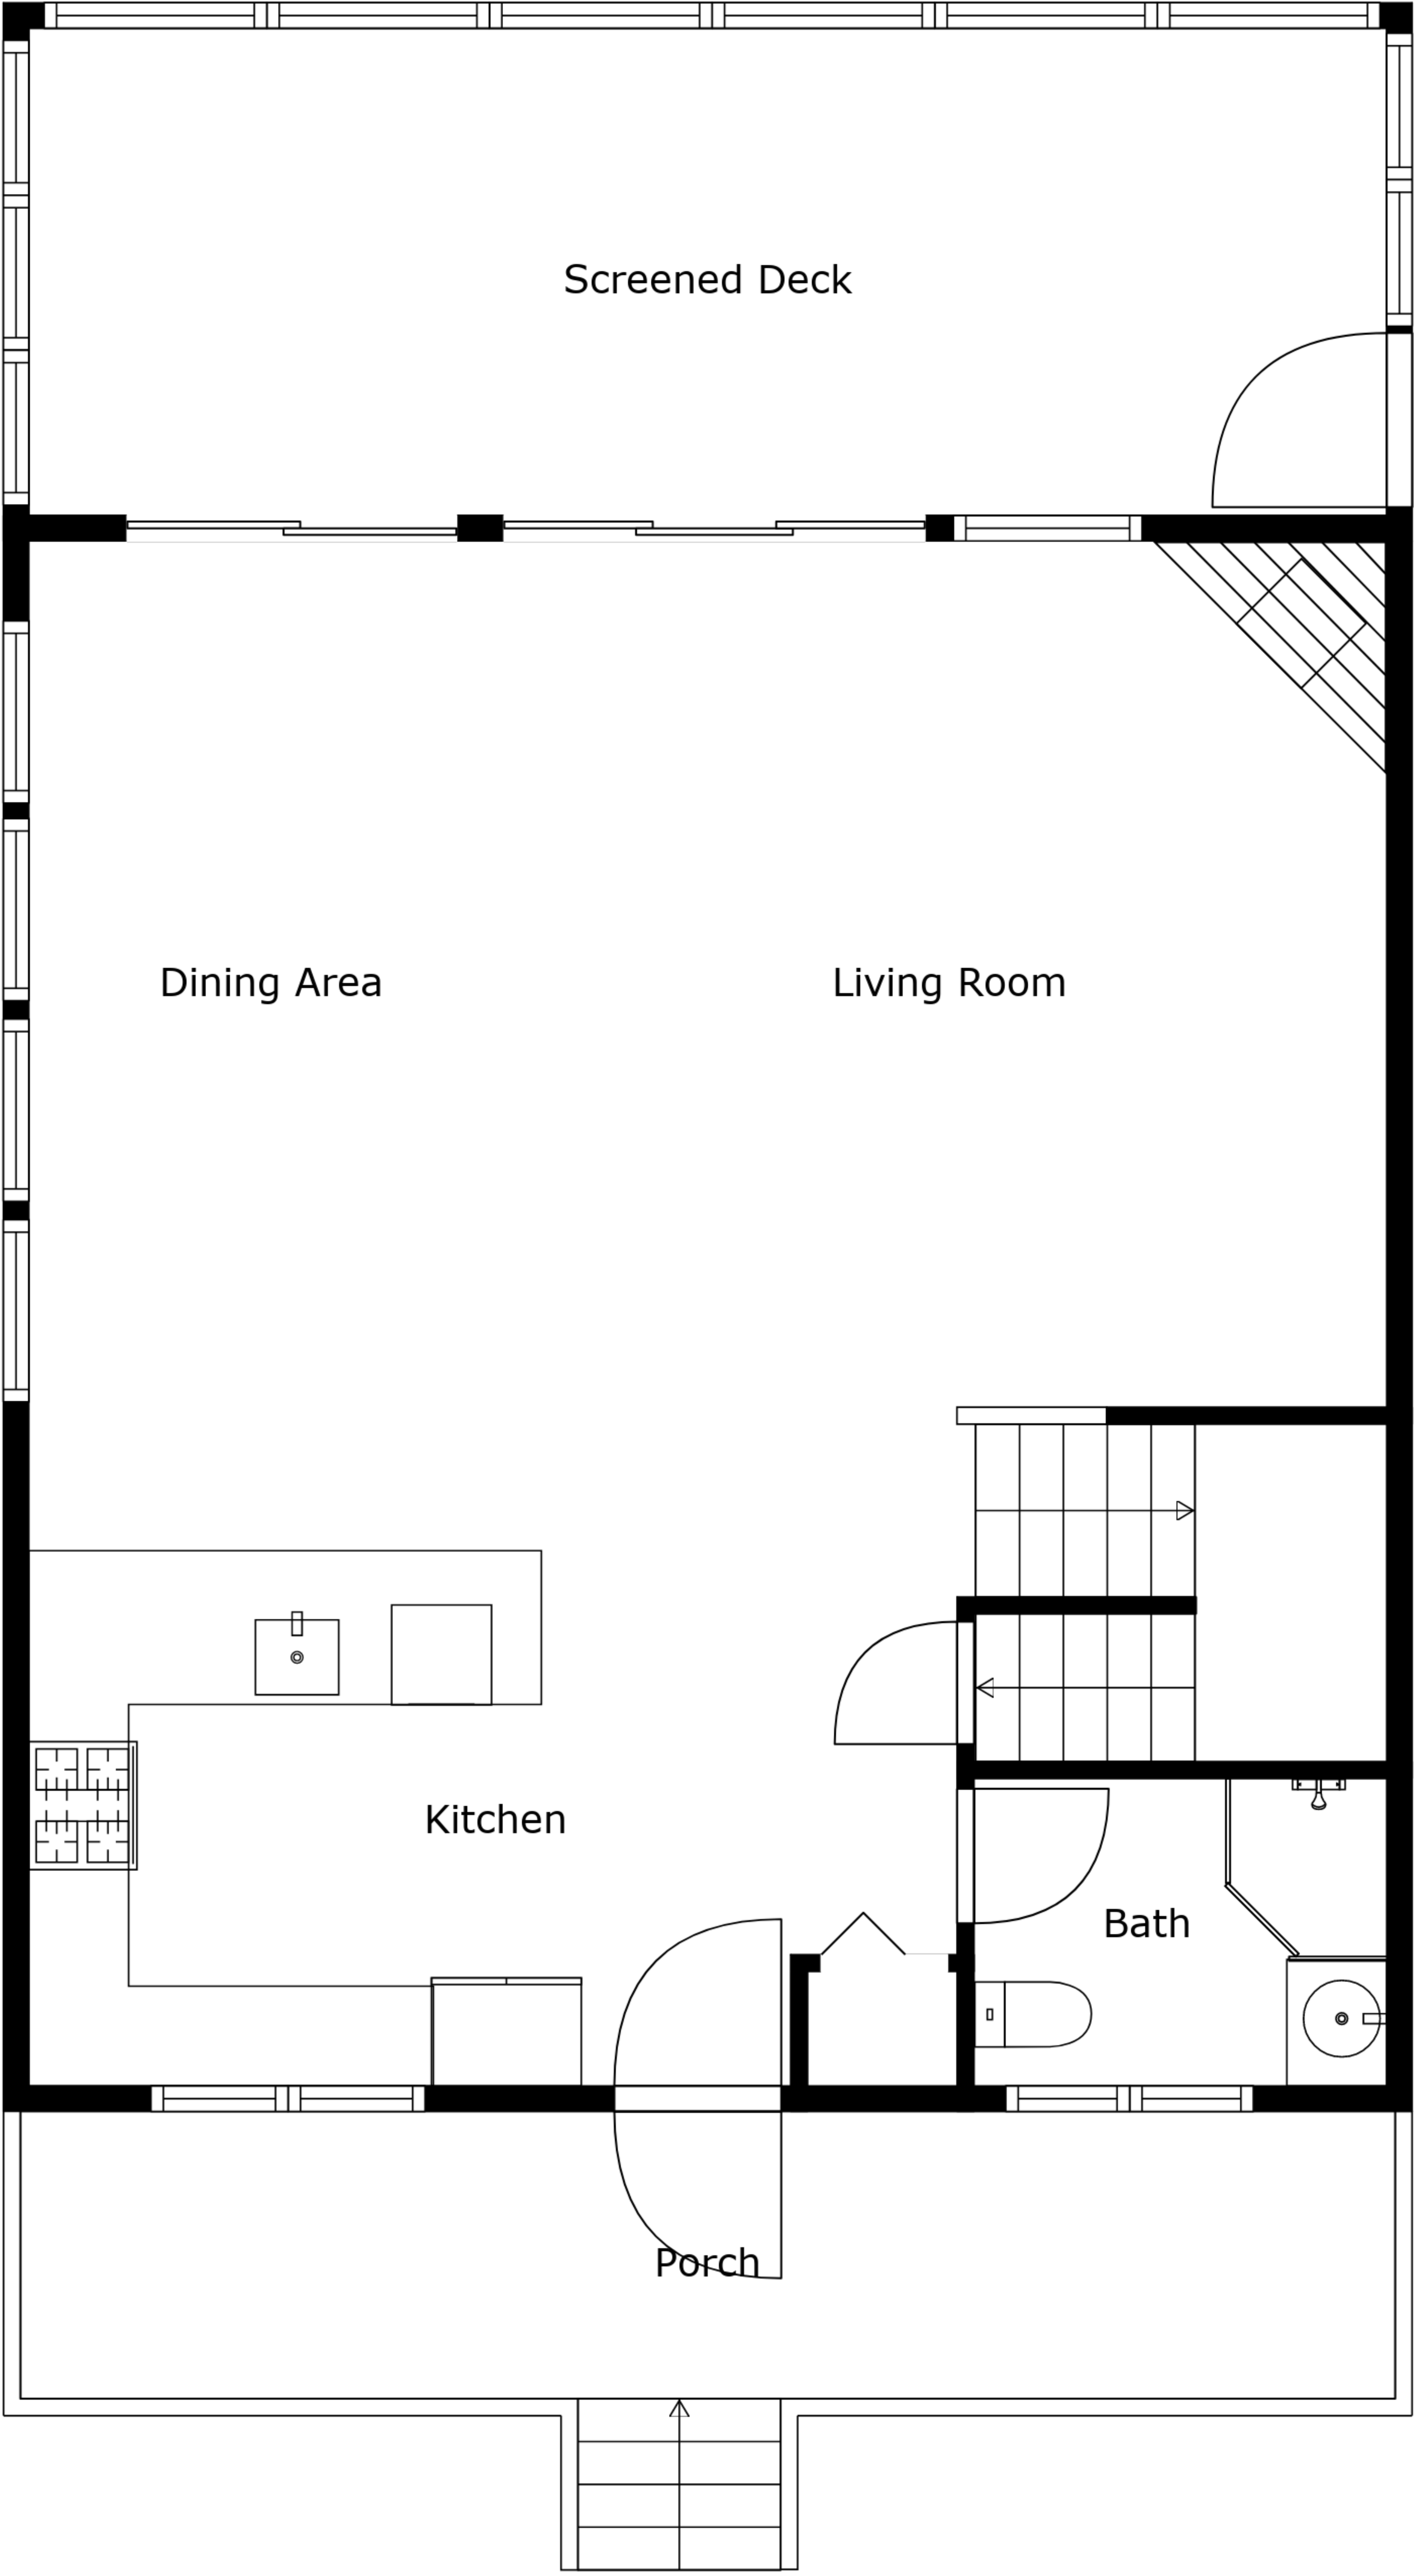 Screened Deck
Dining Area
Living Room
Kitchen
Bath
Porch